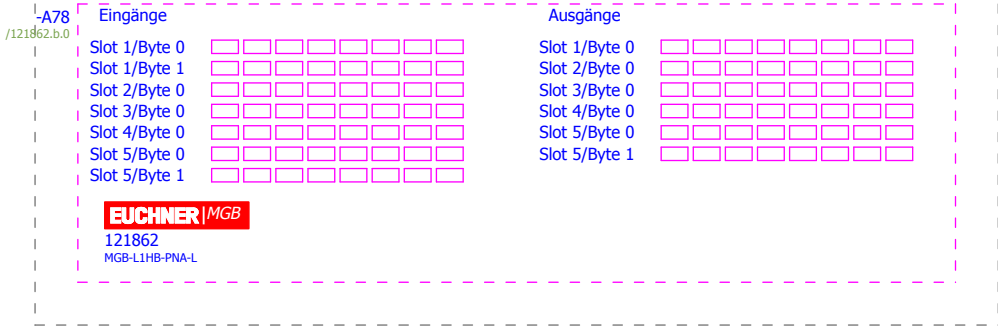 -A78
/121862.b.0
Eingänge
Slot 1/Byte 0
Slot 1/Byte 1
Slot 2/Byte 0
Slot 3/Byte 0
Slot 4/Byte 0
Slot 5/Byte 0
Slot 5/Byte 1
Ausgänge
Slot 1/Byte 0
Slot 2/Byte 0
Slot 3/Byte 0
Slot 4/Byte 0
Slot 5/Byte 0
Slot 5/Byte 1
EUCHNER|MGB
121862
MGB-L1HB-PNA-L